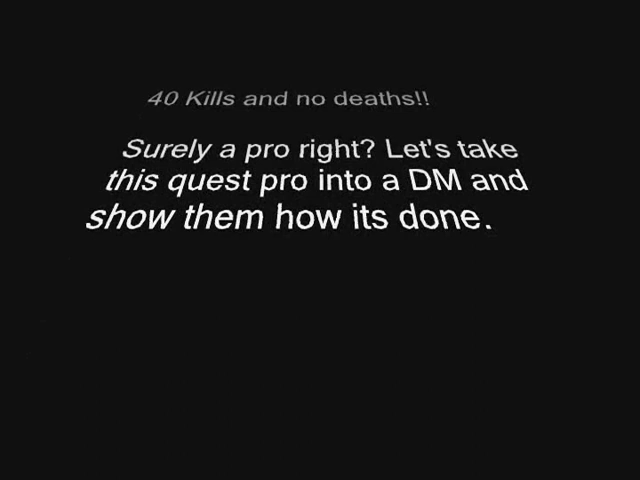 40 Kills and no deaths!!
Surely a pro right? Let's take
this quest pro into a DM and
show them how its done.